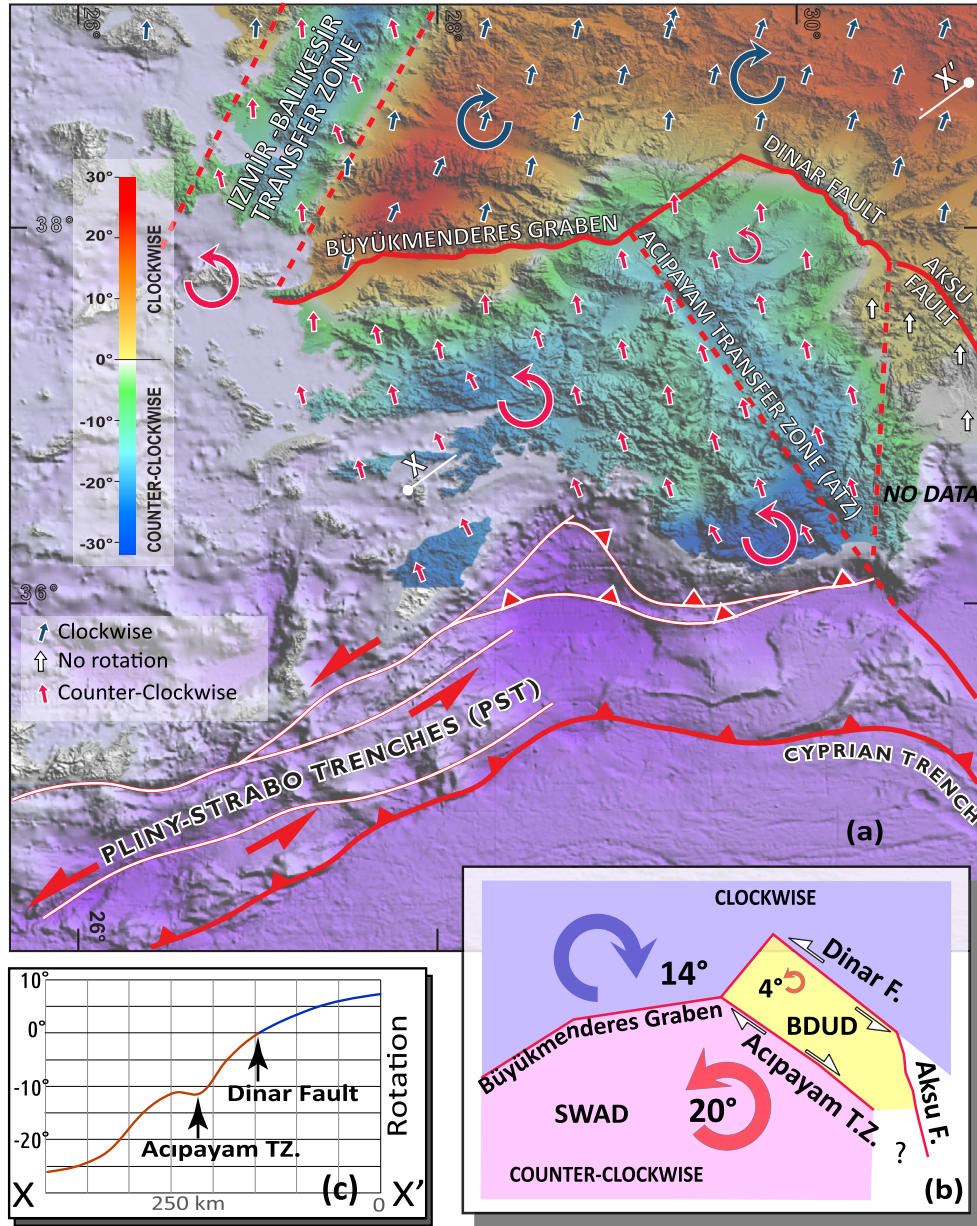 26°
28°
30°
IZMİR -BALIKESİR
TRANSFER ZONE
X'
DINAR FAULT
38°
BÜYÜKMENDERES GRABEN
ACIPAYAM TRANSFER ZONE (ATZ)
AKSU
FAULT
30°
20°
10°
0°
-10°
-20°
-30°
CLOCKWISE
COUNTER-CLOCKWISE
X
NO DATA
36°
Clockwise
No rotation
Counter-Clockwise
PLINY-STRABO TRENCHES (PST)
CYPRIAN TRENCH
(a)
26°
CLOCKWISE
14°
4°
Dinar F.
BDUD
Büyükmenderes Graben
Acıpayam T.Z.
Aksu F.
SWAD
20°
?
COUNTER-CLOCKWISE
(b)
10°
0°
-10°
-20°
Rotation
Dinar Fault
Acıpayam TZ.
X
250 km
(c)
0
X’